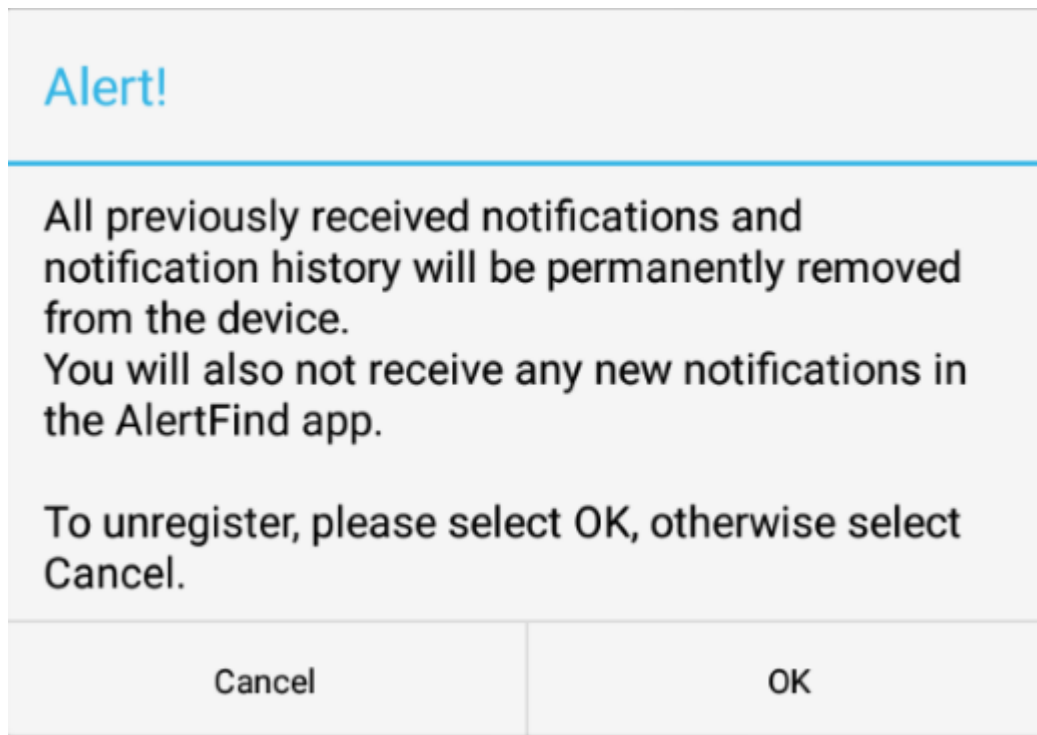 Alert!
All previously received notifications and
notification history will be permanently removed
from the device.
You will also not receive any new notifications in
the AlertFind app.
To unregister, please select OK, otherwise select
Cancel.
Cancel
OK